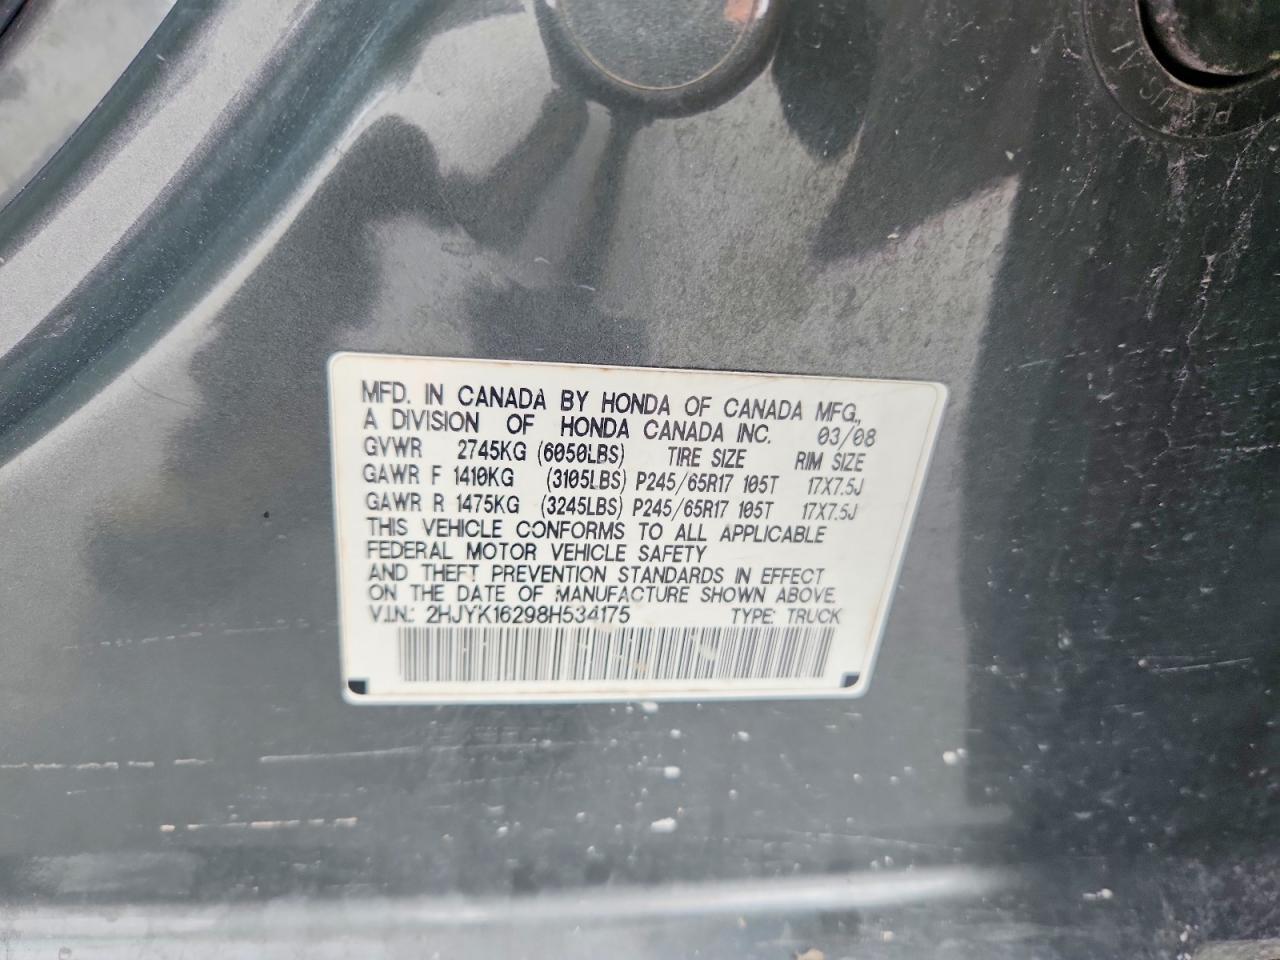 MFD. IN CANADA BY HONDA OF CANADA MFG.,
A DIVISION OF HONDA CANADA INC. 03/08
GVWR 2745KG (6050LBS) TIRE SIZE RIM SIZE
GAWR F 1410KG (3105LBS) P245/65R17 105T 17X7.5J
GAWR R 1475KG (3245LBS) P245/65R17 105T 17X7.5J
THIS VEHICLE CONFORMS TO ALL APPLICABLE
FEDERAL MOTOR VEHICLE SAFETY
AND THEFT PREVENTION STANDARDS IN EFFECT
ON THE DATE OF MANUFACTURE SHOWN ABOVE.
V.I.N.: 2HJYK16298H534175 TYPE: TRUCK